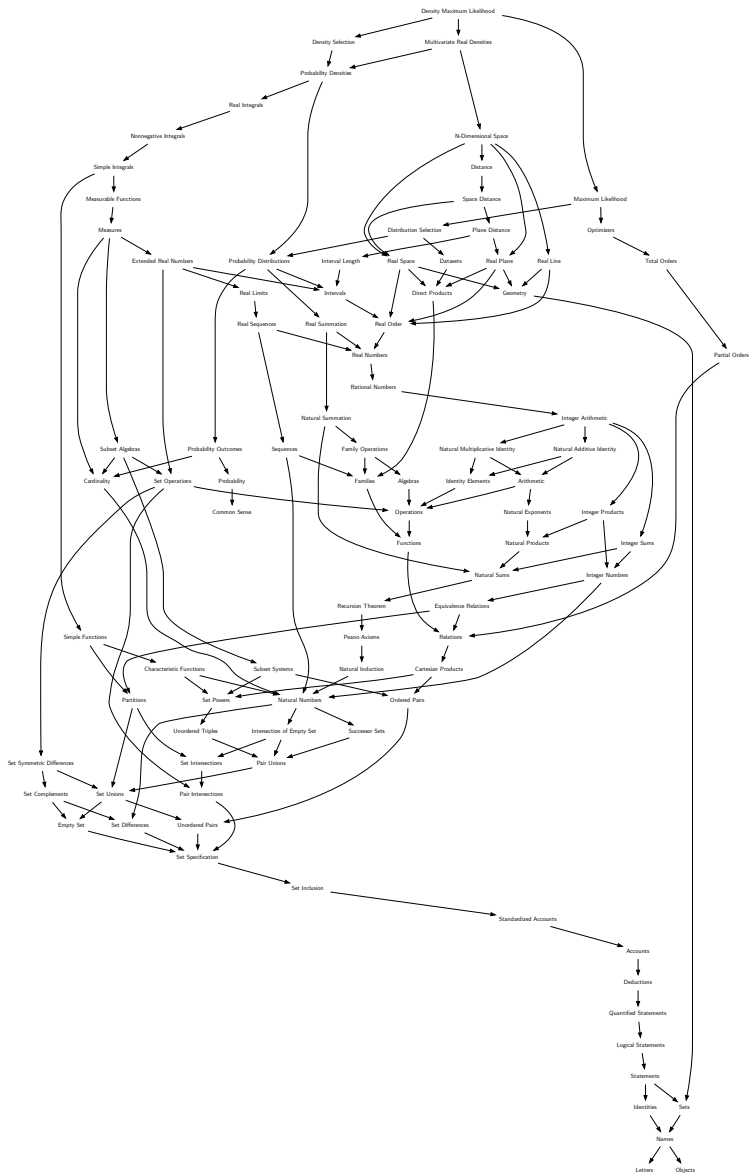 Density Maximum Likelihood
Density Selection
Multivariate Real Densities
Probability Densities
Real Integrals
Nonnegative Integrals
N-Dimensional Space
Simple Integrals
Distance
Measurable Functions
Space Distance
Maximum Likelihood
Measures
Distribution Selection
Plane Distance
Optimizers
Extended Real Numbers
Probability Distributions
Interval Length
Real Space
Datasets
Real Plane
Real Line
Total Orders
Real Limits
Intervals
Direct Products
Geometry
Real Sequences
Real Summation
Real Order
Real Numbers
Partial Orders
Rational Numbers
Natural Summation
Integer Arithmetic
Subset Algebras
Probability Outcomes
Sequences
Family Operations
Natural Multiplicative Identity
Natural Additive Identity
Cardinality
Set Operations
Probability
Families
Algebras
Identity Elements
Arithmetic
Common Sense
Operations
Natural Exponents
Integer Products
Functions
Natural Products
Integer Sums
Natural Sums
Integer Numbers
Recursion Theorem
Equivalence Relations
Simple Functions
Peano Axioms
Relations
Characteristic Functions
Subset Systems
Natural Induction
Cartesian Products
Partitions
Set Powers
Natural Numbers
Ordered Pairs
Unordered Triples
Intersection of Empty Set
Successor Sets
Set Symmetric Differences
Set Intersections
Pair Unions
Set Complements
Set Unions
Pair Intersections
Empty Set
Set Differences
Unordered Pairs
Set Specification
Set Inclusion
Standardized Accounts
Accounts
Deductions
Quantified Statements
Logical Statements
Statements
Identities
Sets
Names
Letters
Objects